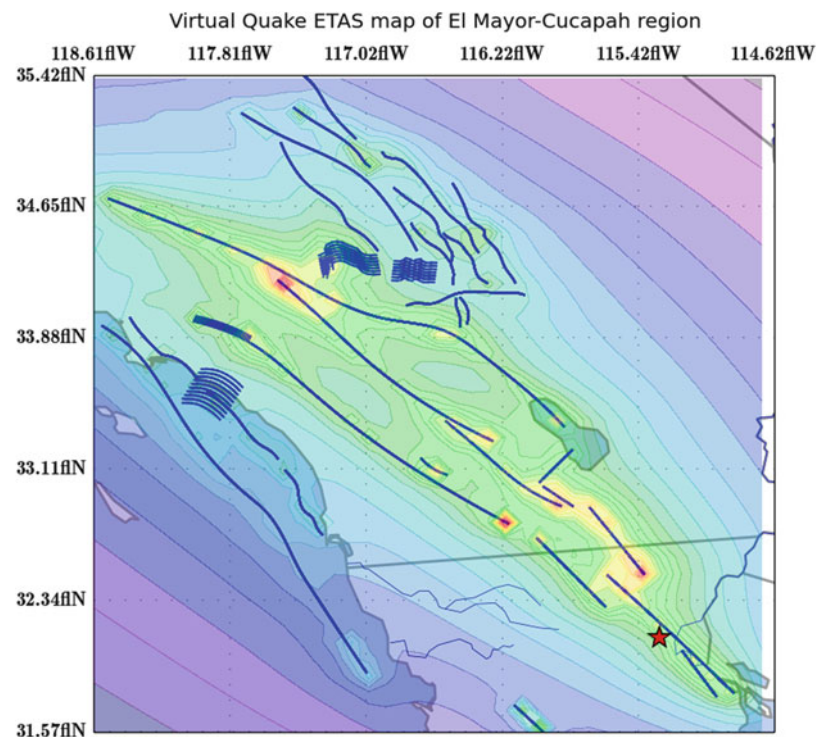 Virtual Quake ETAS map of El Mayor-Cucapah region
118.61flW 117.81flW 117.02flW 116.22flW 115.42flW 114.62flW
35.42flN
34.65flN
33.88flN
33.11flN
32.34flN
31.57flN